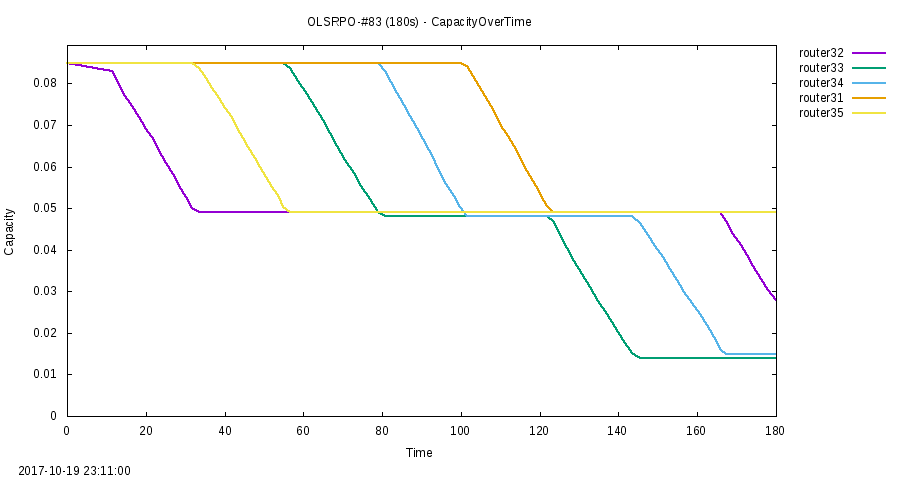 OLSRPO-#83 (180s) - CapacityOverTime
router32
router33
router34
router31
router35
0.08
0.07
0.06
0.05
0.04
0.03
0.02
0.01
0
Capacity
0 20 40 60 80 100 120 140 160 180
Time
2017-10-19 23:11:00